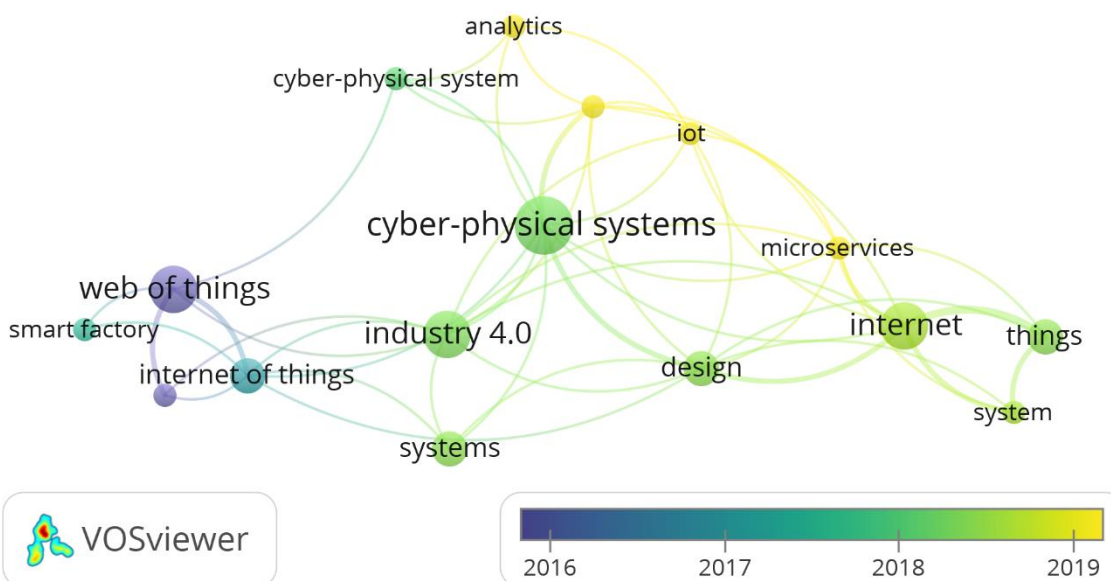 analytics
cyber-physical system
iot
cyber-physical systems
microservices
web of things
smart factory
industry 4.0
internet
things
internet of things
design
system
systems
VOSviewer
2016
2017
2018
2019